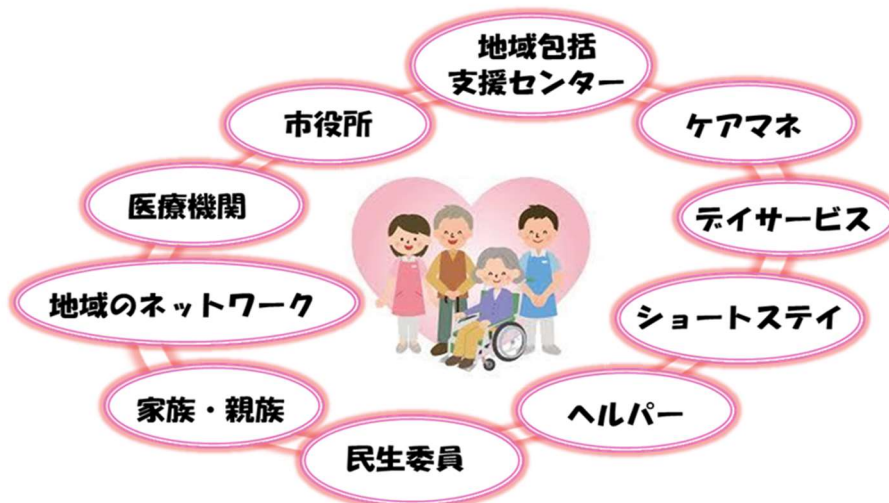 地域包括
支援センター
市役所
ケアマネ
医療機関
デイサービス
地域のネットワーク
ショートステイ
家族・親族
ヘルパー
民生委員